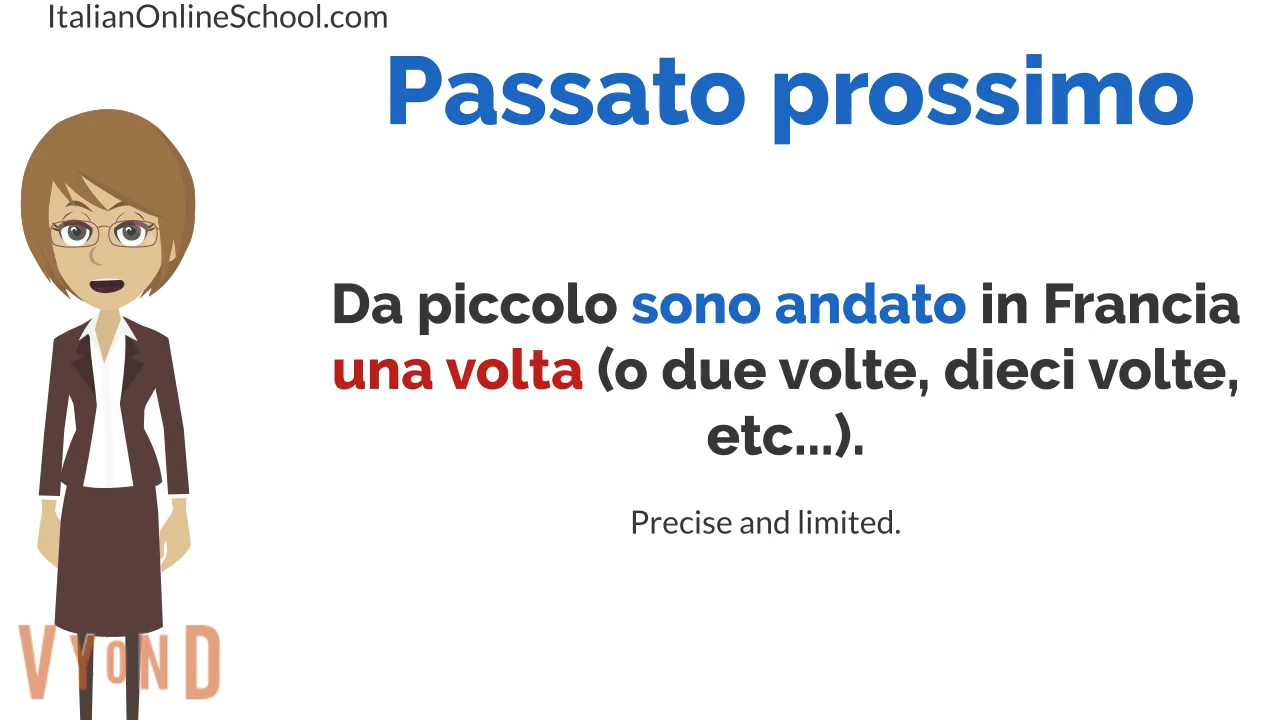 ItalianOnlineSchool.com
Passato prossimo
Da piccolo sono andato in Francia
una volta (o due volte, dieci volte,
etc...).
Precise and limited.
VYOND